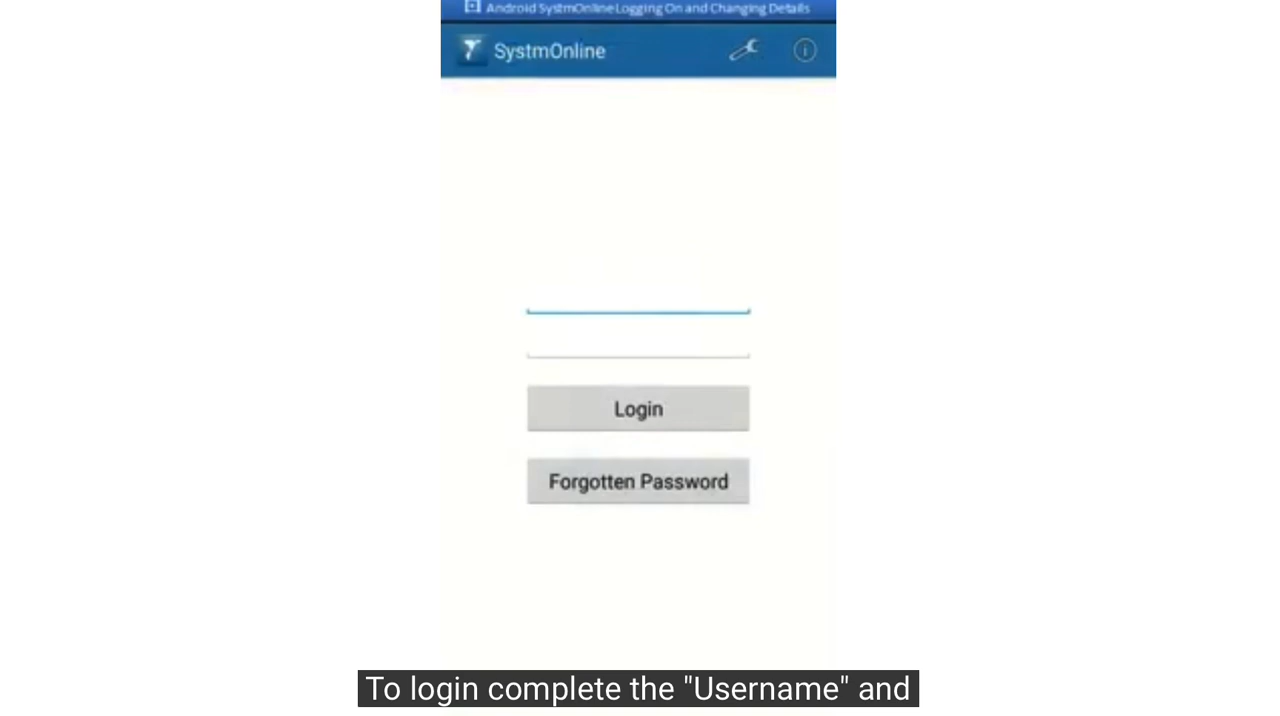 Android SystmOnline Logging On and Changing Details
SystmOnline
Login
Forgotten Password
To login complete the "Username" and